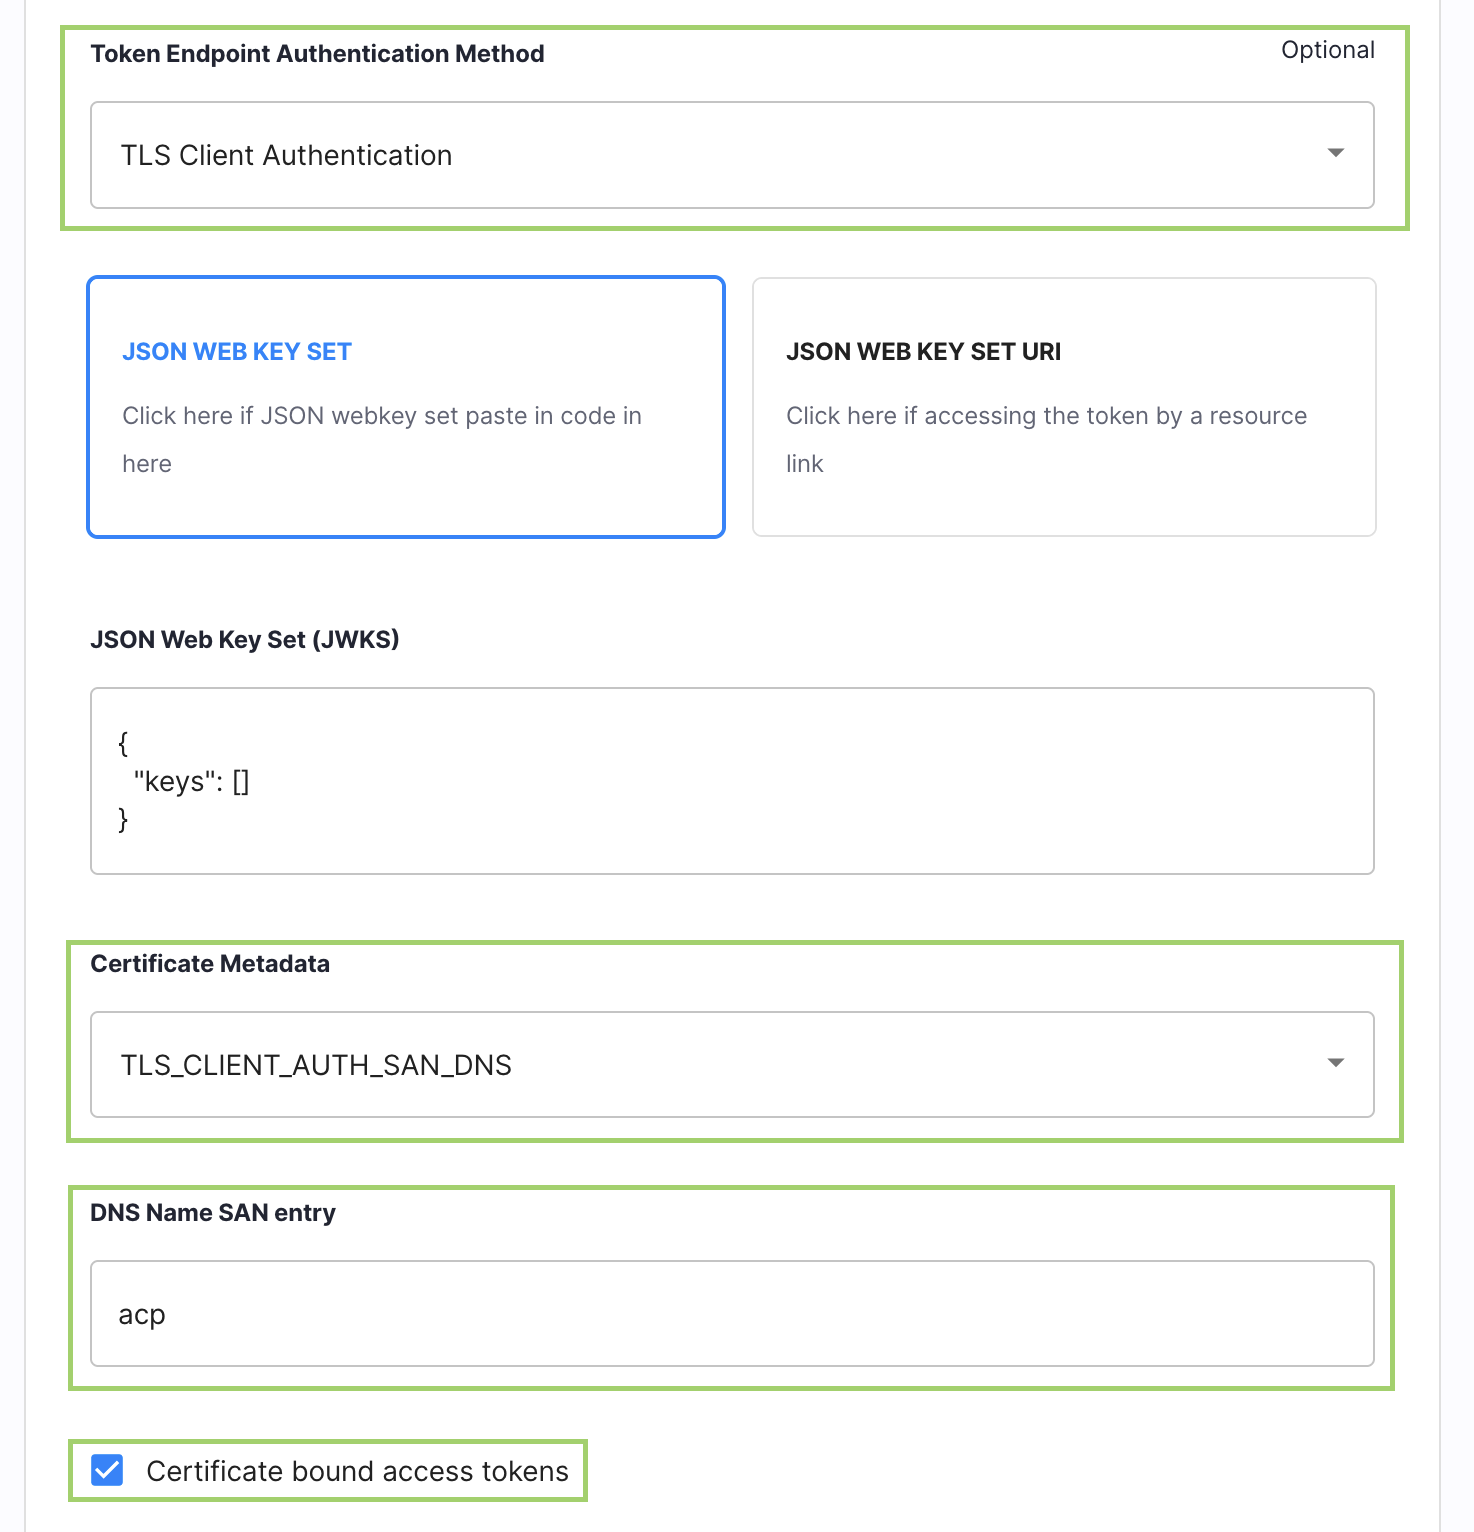 Token Endpoint Authentication Method
Optional
TLS Client Authentication
JSON WEB KEY SET
Click here if JSON webkey set paste in code in
here
JSON WEB KEY SET URI
Click here if accessing the token by a resource
link
JSON Web Key Set (JWKS)
{
  "keys": []
}
Certificate Metadata
TLS_CLIENT_AUTH_SAN_DNS
DNS Name SAN entry
acp
Certificate bound access tokens